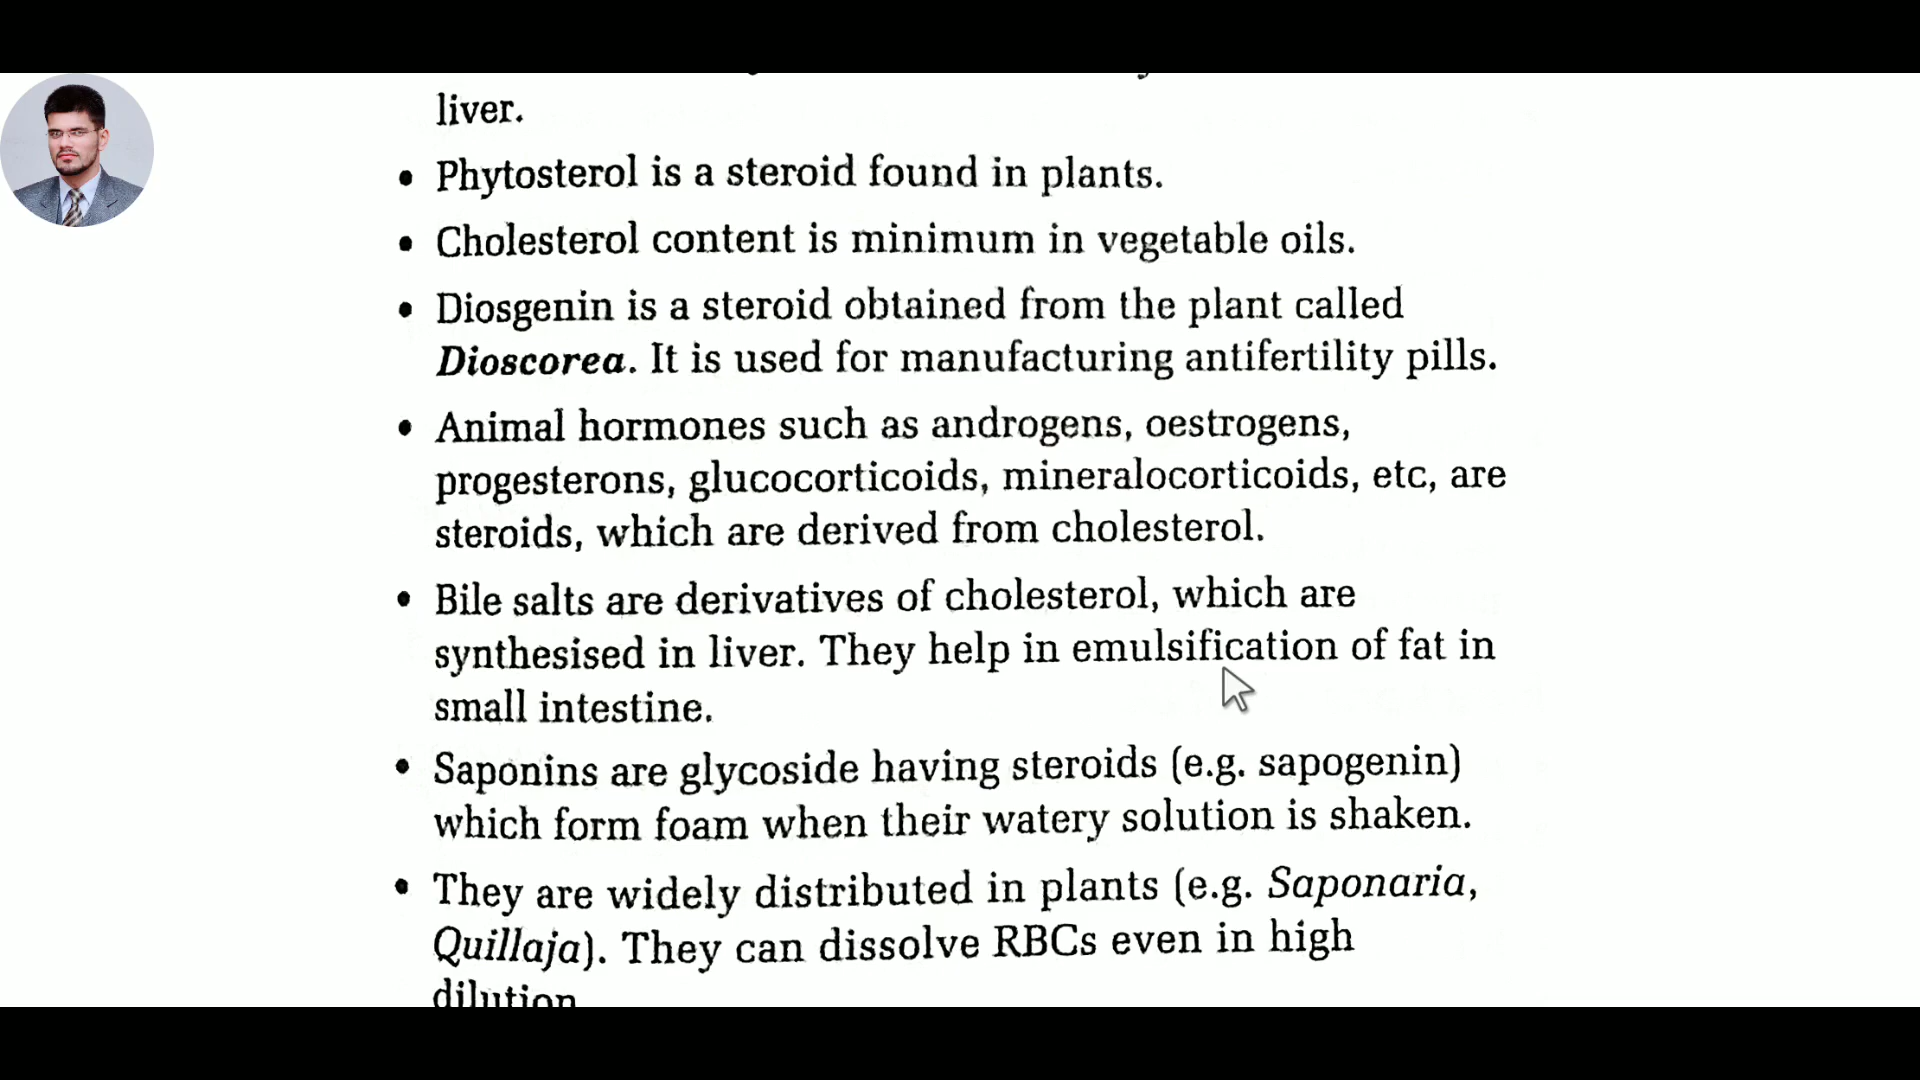 liver.
• Phytosterol is a steroid found in plants.
• Cholesterol content is minimum in vegetable oils.
• Diosgenin is a steroid obtained from the plant called
Dioscorea. It is used for manufacturing antifertility pills.
• Animal hormones such as androgens, oestrogens,
progesterons, glucocorticoids, mineralocorticoids, etc, are
steroids, which are derived from cholesterol.
• Bile salts are derivatives of cholesterol, which are
synthesised in liver. They help in emulsification of fat in
small intestine.
• Saponins are glycoside having steroids (e.g. sapogenin)
which form foam when their watery solution is shaken.
• They are widely distributed in plants (e.g. Saponaria,
Quillaja). They can dissolve RBCs even in high
dilution